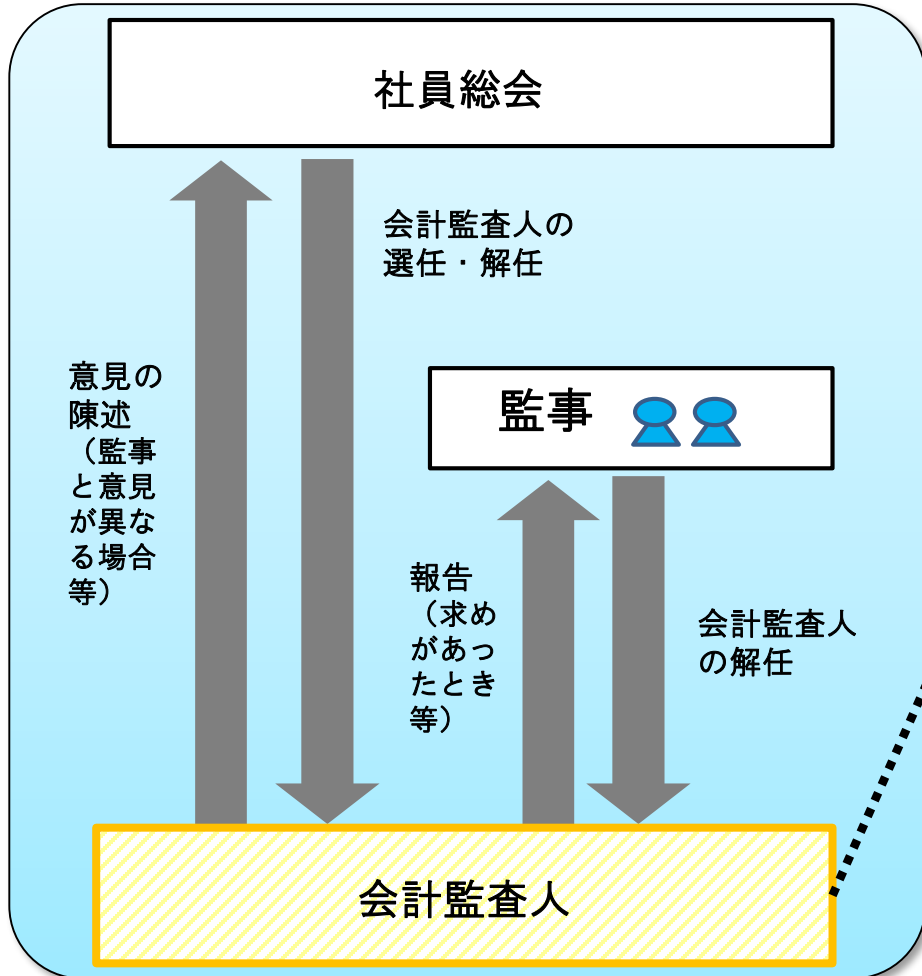 社員総会
会計監査人の
選任・解任
意見の
陳述
（監事
と意見
が異な
る場合
等）
監事
報告
（求め
があっ
たとき
等）
会計監査人
の解任
会計監査人